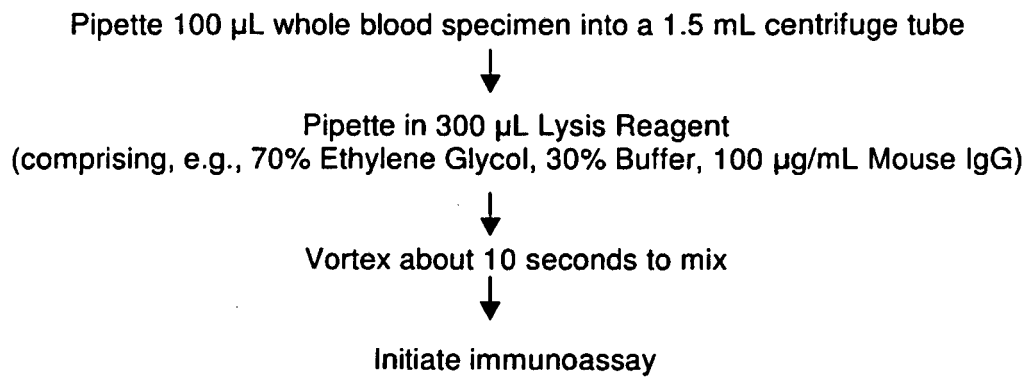 Pipette 100 µL whole blood specimen into a 1.5 mL centrifuge tube
Pipette in 300 µL Lysis Reagent
(comprising, e.g., 70% Ethylene Glycol, 30% Buffer, 100 µg/mL Mouse IgG)
Vortex about 10 seconds to mix
Initiate immunoassay